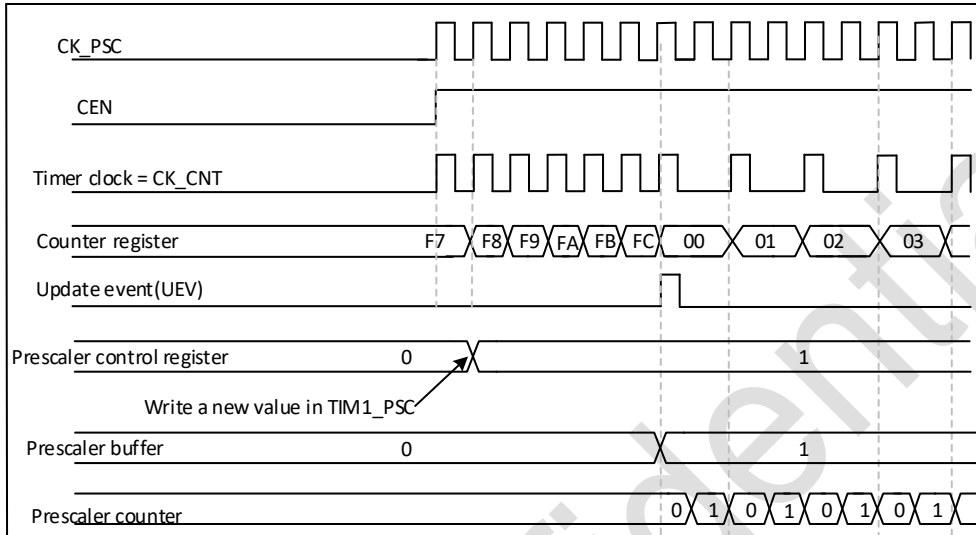 CK_PSC
CEN
Timer clock = CK_CNT
Counter register F7 F8 F9 FA FB FC 00 01 02 03
Update event(UEV)
Prescaler control register 0 1
Write a new value in TIM1_PSC
Prescaler buffer 0 1
Prescaler counter 0 1 0 1 0 1 0 1